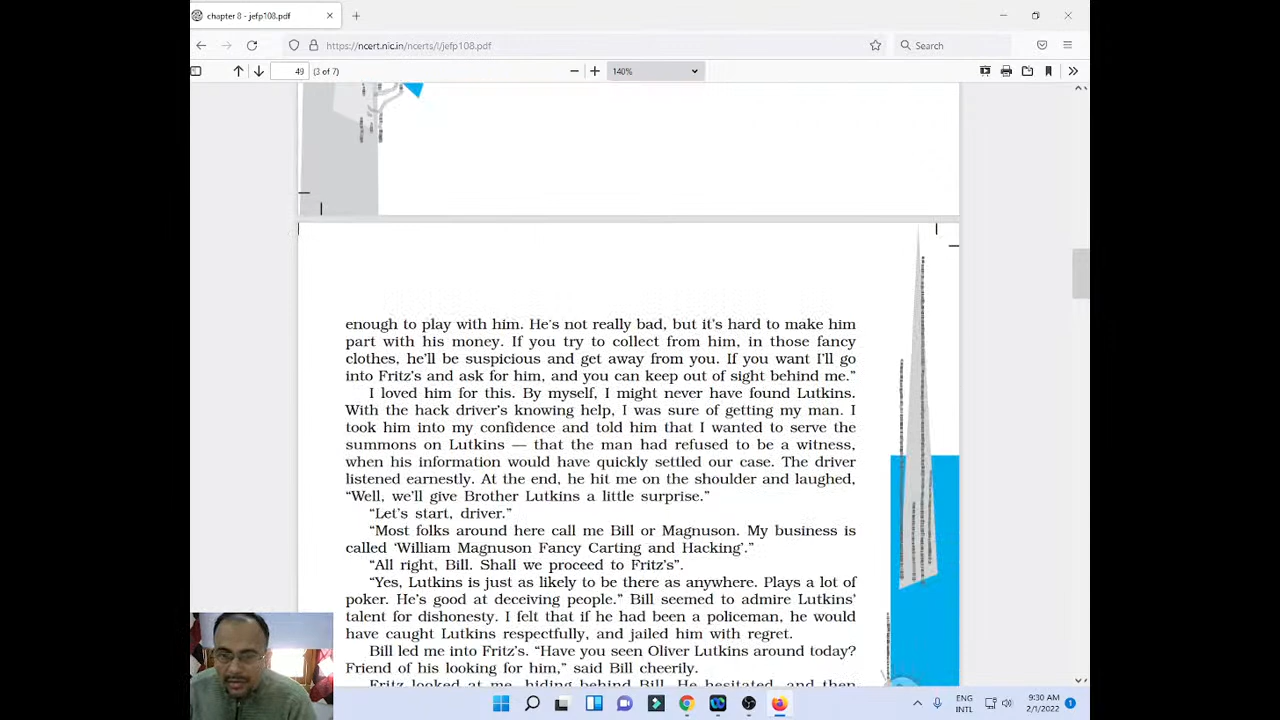 chapter 8 - jefp108.pdf
https://ncert.nic.in/ncerts/l/jefp108.pdf
Search
49 (3 of 7)
140%
enough to play with him. He's not really bad, but it's hard to make him
part with his money. If you try to collect from him, in those fancy
clothes, he'll be suspicious and get away from you. If you want I'll go
into Fritz's and ask for him, and you can keep out of sight behind me.”
I loved him for this. By myself, I might never have found Lutkins.
With the hack driver's knowing help, I was sure of getting my man. I
took him into my confidence and told him that I wanted to serve the
summons on Lutkins — that the man had refused to be a witness,
when his information would have quickly settled our case. The driver
listened earnestly. At the end, he hit me on the shoulder and laughed,
“Well, we'll give Brother Lutkins a little surprise.”
“Let's start, driver.”
“Most folks around here call me Bill or Magnuson. My business is
called ‘William Magnuson Fancy Carting and Hacking’.”
“All right, Bill. Shall we proceed to Fritz's”.
“Yes, Lutkins is just as likely to be there as anywhere. Plays a lot of
poker. He's good at deceiving people.” Bill seemed to admire Lutkins'
talent for dishonesty. I felt that if he had been a policeman, he would
have caught Lutkins respectfully, and jailed him with regret.
Bill led me into Fritz's. “Have you seen Oliver Lutkins around today?
Friend of his looking for him,” said Bill cheerily.
Fritz looked at me, hiding behind Bill. He hesitated, and then
ENG
INTL
9:30 AM
2/1/2022
1